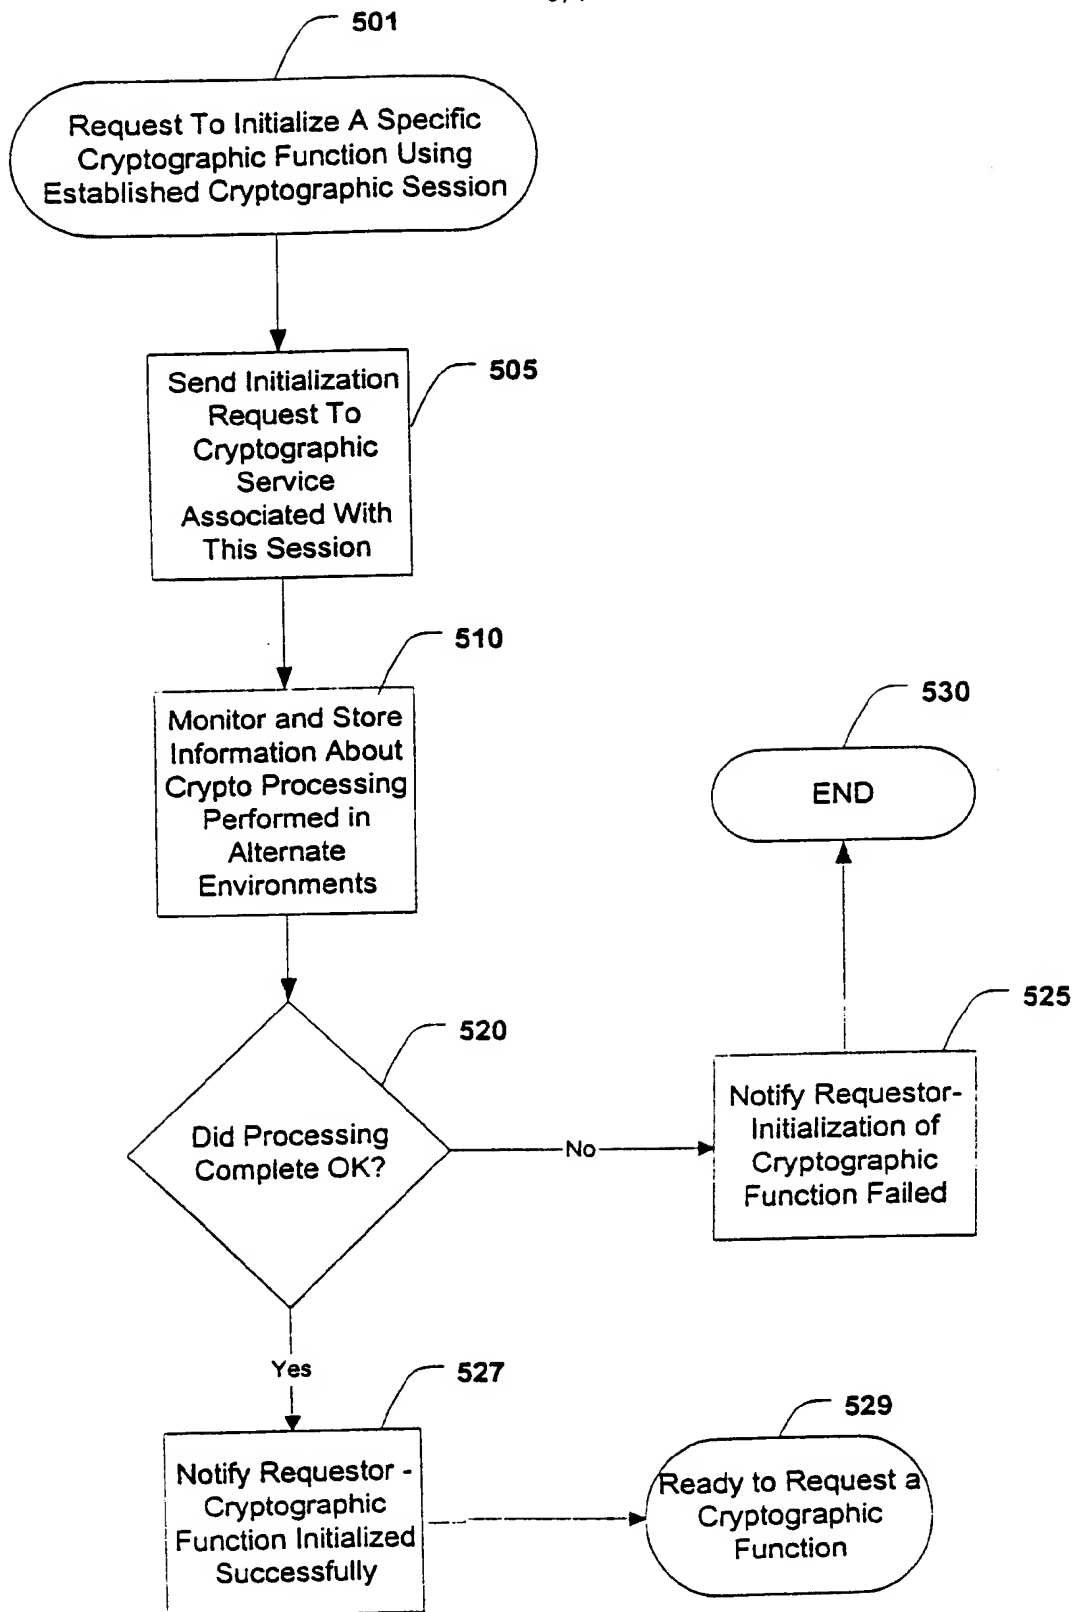 501
Request To Initialize A Specific
Cryptographic Function Using
Established Cryptographic Session
505
Send Initialization
Request To
Cryptographic
Service
Associated With
This Session
510
Monitor and Store
Information About
Crypto Processing
Performed in
Alternate
Environments
530
END
520
Did Processing
Complete OK?
No
525
Notify Requestor-
Initialization of
Cryptographic
Function Failed
Yes
527
Notify Requestor -
Cryptographic
Function Initialized
Successfully
529
Ready to Request a
Cryptographic
Function